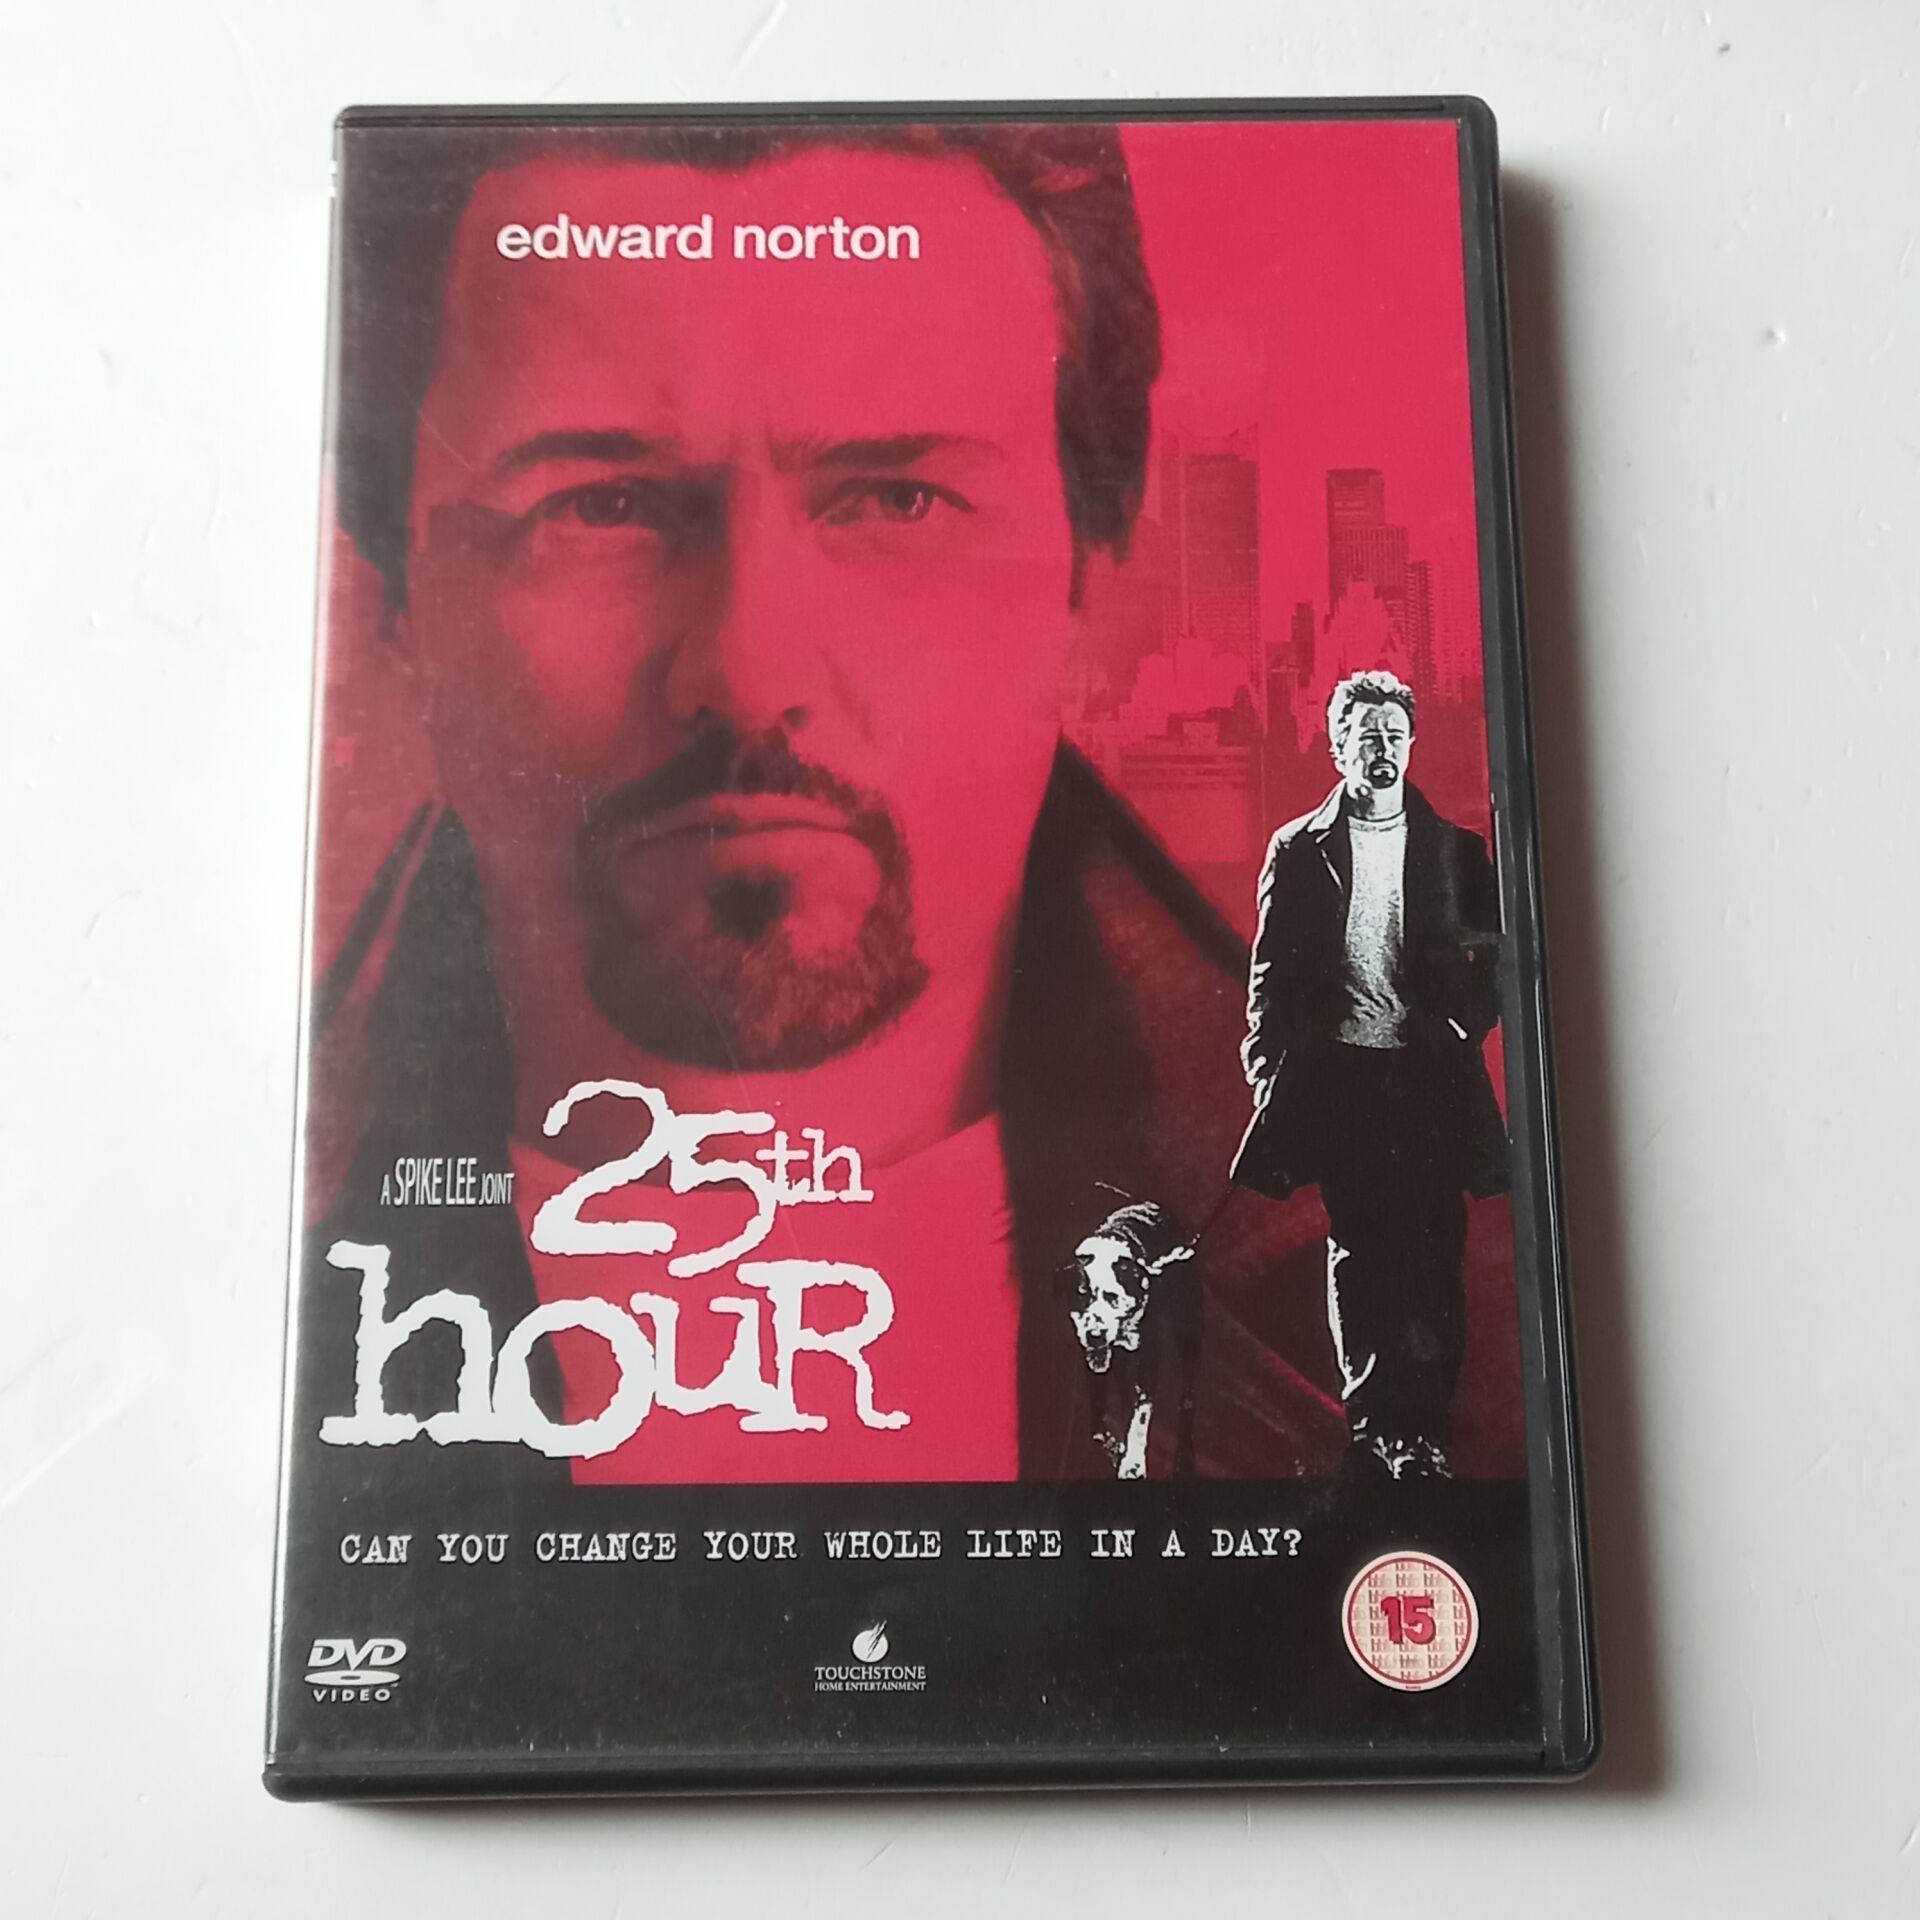 edward norton
A SPIKE LEE JOINT
25th
houR
CAN YOU CHANGE YOUR WHOLE LIFE IN A DAY?
DVD
VIDEO
TOUCHSTONE
HOME ENTERTAINMENT
15